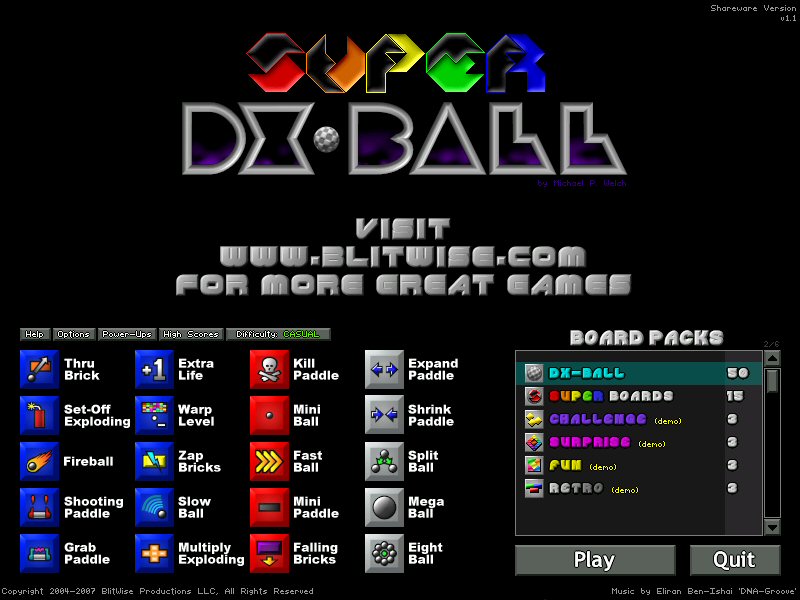 Shareware Version
v1.1
SUPER
DX-BALL
by Michael P. Welch
VISIT
WWW.BLITWISE.COM
FOR MORE GREAT GAMES
Help Options Power-Ups High Scores Difficulty: CASUAL
Thru Brick
Extra Life
Kill Paddle
Expand Paddle
Set-Off Exploding
+1
Warp Level
Mini Ball
Shrink Paddle
Fireball
Zap Bricks
Fast Ball
Split Ball
Shooting Paddle
Slow Ball
Mini Paddle
Mega Ball
Grab Paddle
Multiply Exploding
Falling Bricks
Eight Ball
BOARD PACKS
2/6
DX-BALL 50
SUPER BOARDS 15
CHALLENGE (demo) 3
SURPRISE (demo) 3
FUN (demo) 3
RETRO (demo) 3
Play Quit
Copyright 2004-2007 BlitWise Productions LLC, All Rights Reserved
Music by Eliran Ben-Ishai 'DNA-Groove'